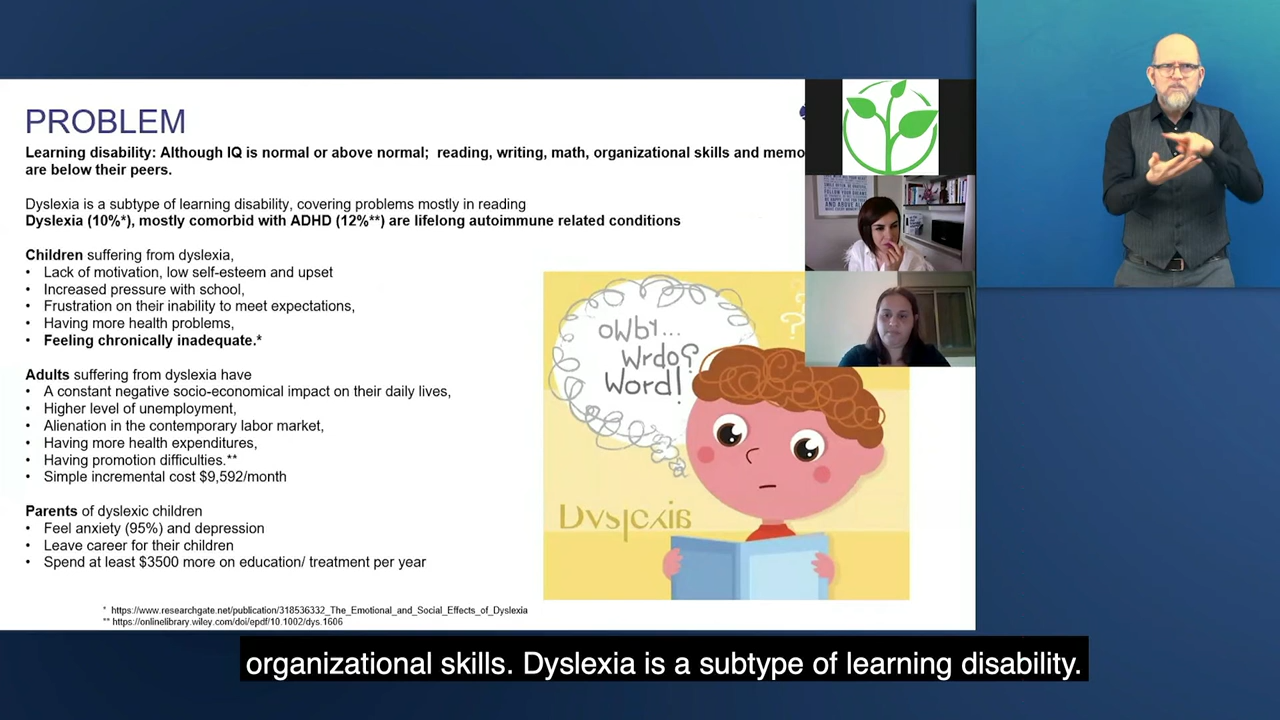 PROBLEM
Learning disability: Although IQ is normal or above normal; reading, writing, math, organizational skills and memo
are below their peers.
Dyslexia is a subtype of learning disability, covering problems mostly in reading
Dyslexia (10%*), mostly comorbid with ADHD (12%**) are lifelong autoimmune related conditions
Children suffering from dyslexia,
• Lack of motivation, low self-esteem and upset
• Increased pressure with school,
• Frustration on their inability to meet expectations,
• Having more health problems,
• Feeling chronically inadequate.*
Adults suffering from dyslexia have
• A constant negative socio-economical impact on their daily lives,
• Higher level of unemployment,
• Alienation in the contemporary labor market,
• Having more health expenditures,
• Having promotion difficulties.**
• Simple incremental cost $9,592/month
Parents of dyslexic children
• Feel anxiety (95%) and depression
• Leave career for their children
• Spend at least $3500 more on education/ treatment per year
Wrdo?
Word!
Dyslexia
* https://www.researchgate.net/publication/318536332_The_Emotional_and_Social_Effects_of_Dyslexia
** https://onlinelibrary.wiley.com/doi/epdf/10.1002/dys.1606
organizational skills. Dyslexia is a subtype of learning disability.